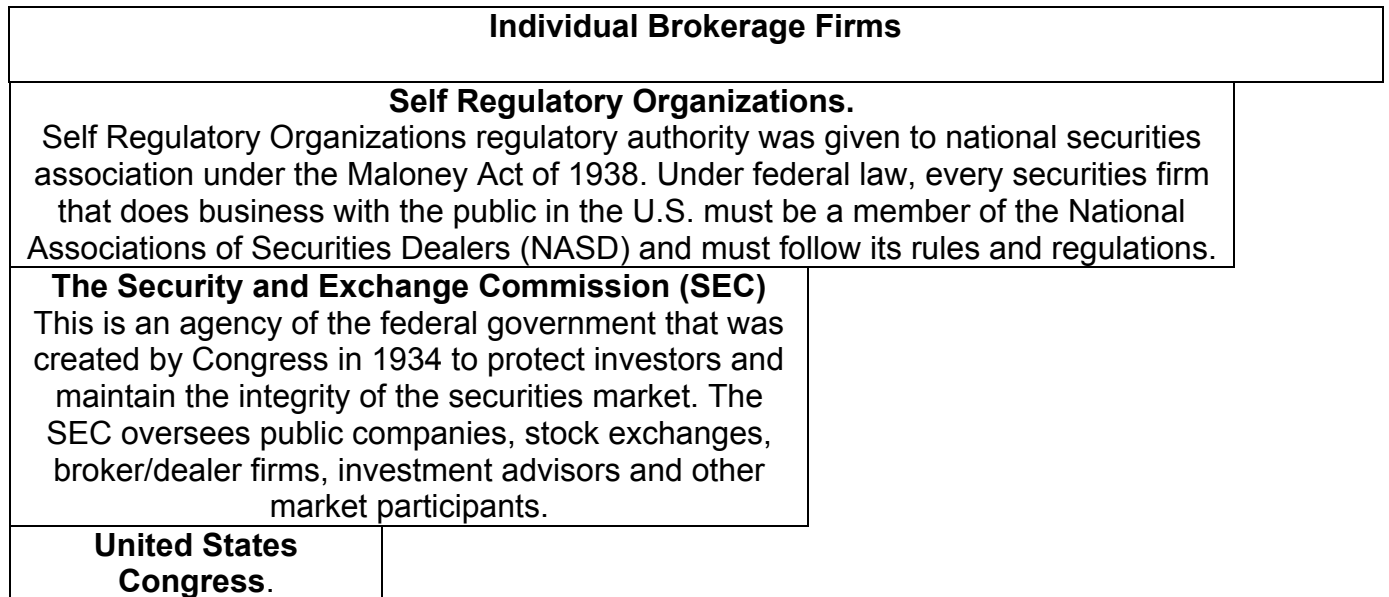 Individual Brokerage Firms
Self Regulatory Organizations.
Self Regulatory Organizations regulatory authority was given to national securities
association under the Maloney Act of 1938. Under federal law, every securities firm
that does business with the public in the U.S. must be a member of the National
Associations of Securities Dealers (NASD) and must follow its rules and regulations.
The Security and Exchange Commission (SEC)
This is an agency of the federal government that was
created by Congress in 1934 to protect investors and
maintain the integrity of the securities market. The
SEC oversees public companies, stock exchanges,
broker/dealer firms, investment advisors and other
market participants.
United States
Congress.